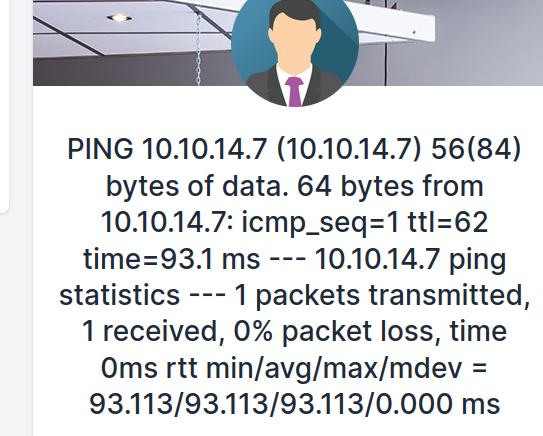 PING 10.10.14.7 (10.10.14.7) 56(84)
bytes of data. 64 bytes from
10.10.14.7: icmp_seq=1 ttl=62
time=93.1 ms --- 10.10.14.7 ping
statistics --- 1 packets transmitted,
1 received, 0% packet loss, time
0ms rtt min/avg/max/mdev =
93.113/93.113/93.113/0.000 ms